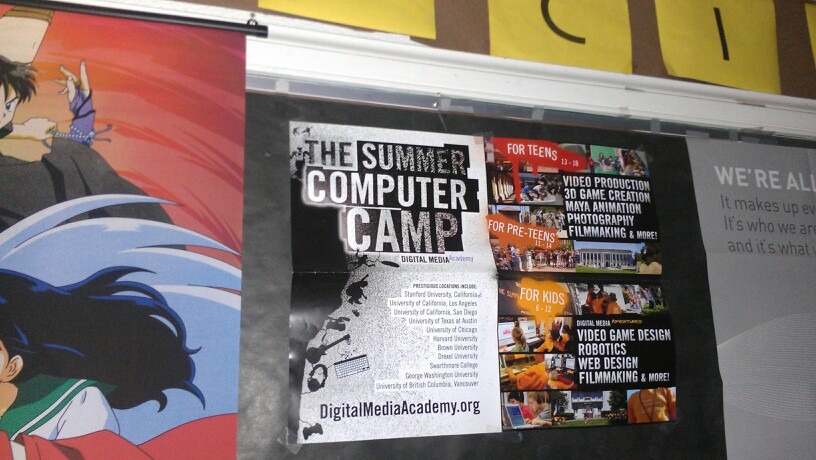 C I
THE SUMMER
COMPUTER
CAMP
DIGITAL MEDIA Academy
PRESTIGIOUS LOCATIONS INCLUDE:
Stanford University, California
University of California, Los Angeles
University of California, San Diego
University of Texas at Austin
University of Chicago
Harvard University
Brown University
Drexel University
Swarthmore College
George Washington University
University of British Columbia, Vancouver
DigitalMediaAcademy.org
FOR TEENS
13 - 18
VIDEO PRODUCTION
3D GAME CREATION
MAYA ANIMATION
PHOTOGRAPHY
FILMMAKING & MORE!
FOR PRE-TEENS
11 - 14
FOR KIDS
6 - 12
DIGITAL MEDIA ADVENTURES
VIDEO GAME DESIGN
ROBOTICS
WEB DESIGN
FILMMAKING & MORE!
WE'RE ALL
It makes up
It's who we are
and it's what